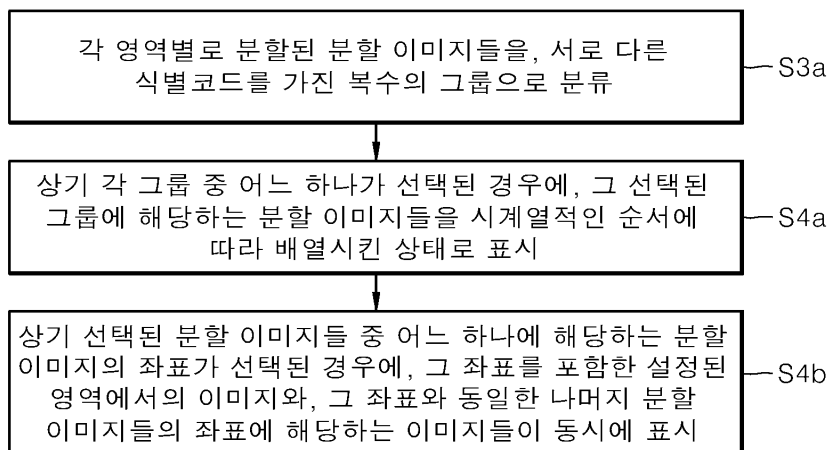 각 영역별로 분할된 분할 이미지들을, 서로 다른
식별코드를 가진 복수의 그룹으로 분류
S3a
상기 각 그룹 중 어느 하나가 선택된 경우에, 그 선택된
그룹에 해당하는 분할 이미지들을 시계열적인 순서에
따라 배열시킨 상태로 표시
S4a
상기 선택된 분할 이미지들 중 어느 하나에 해당하는 분할
이미지의 좌표가 선택된 경우에, 그 좌표를 포함한 설정된
영역에서의 이미지와, 그 좌표와 동일한 나머지 분할
이미지들의 좌표에 해당하는 이미지들이 동시에 표시
S4b